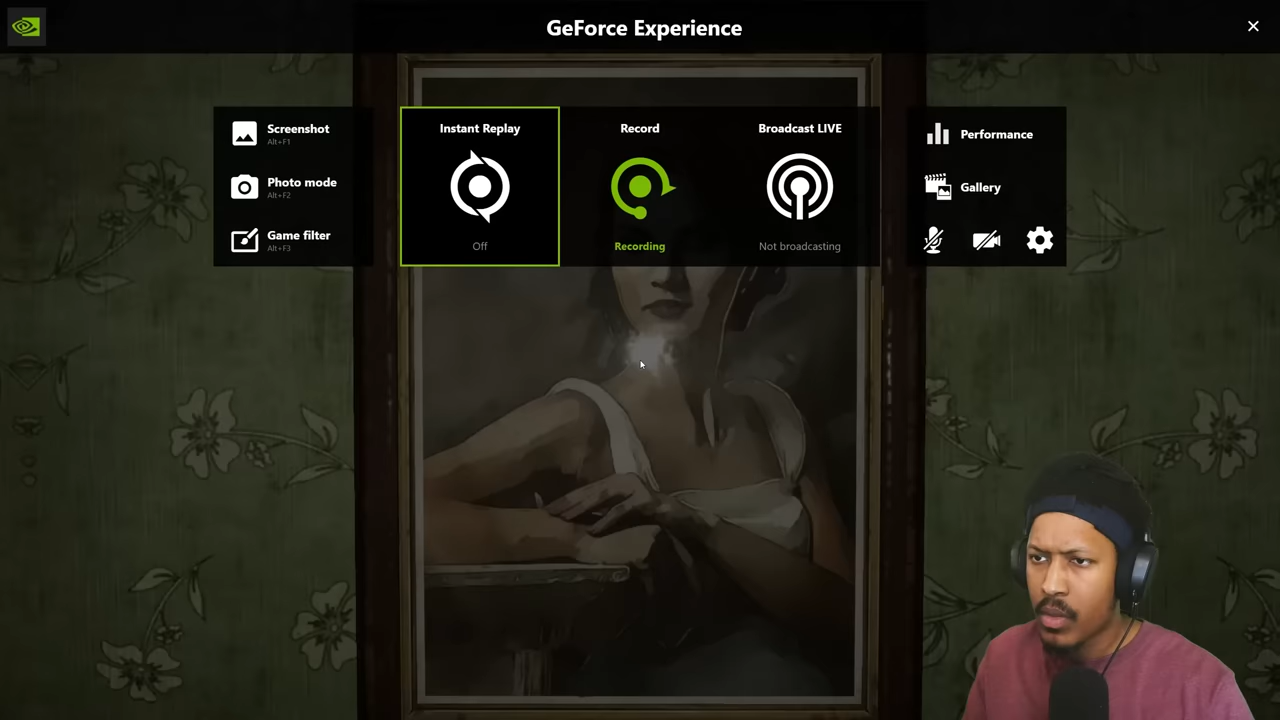 GeForce Experience
Screenshot
Alt+F1
Photo mode
Alt+F2
Game filter
Alt+F3
Instant Replay
Off
Record
Recording
Broadcast LIVE
Not broadcasting
Performance
Gallery